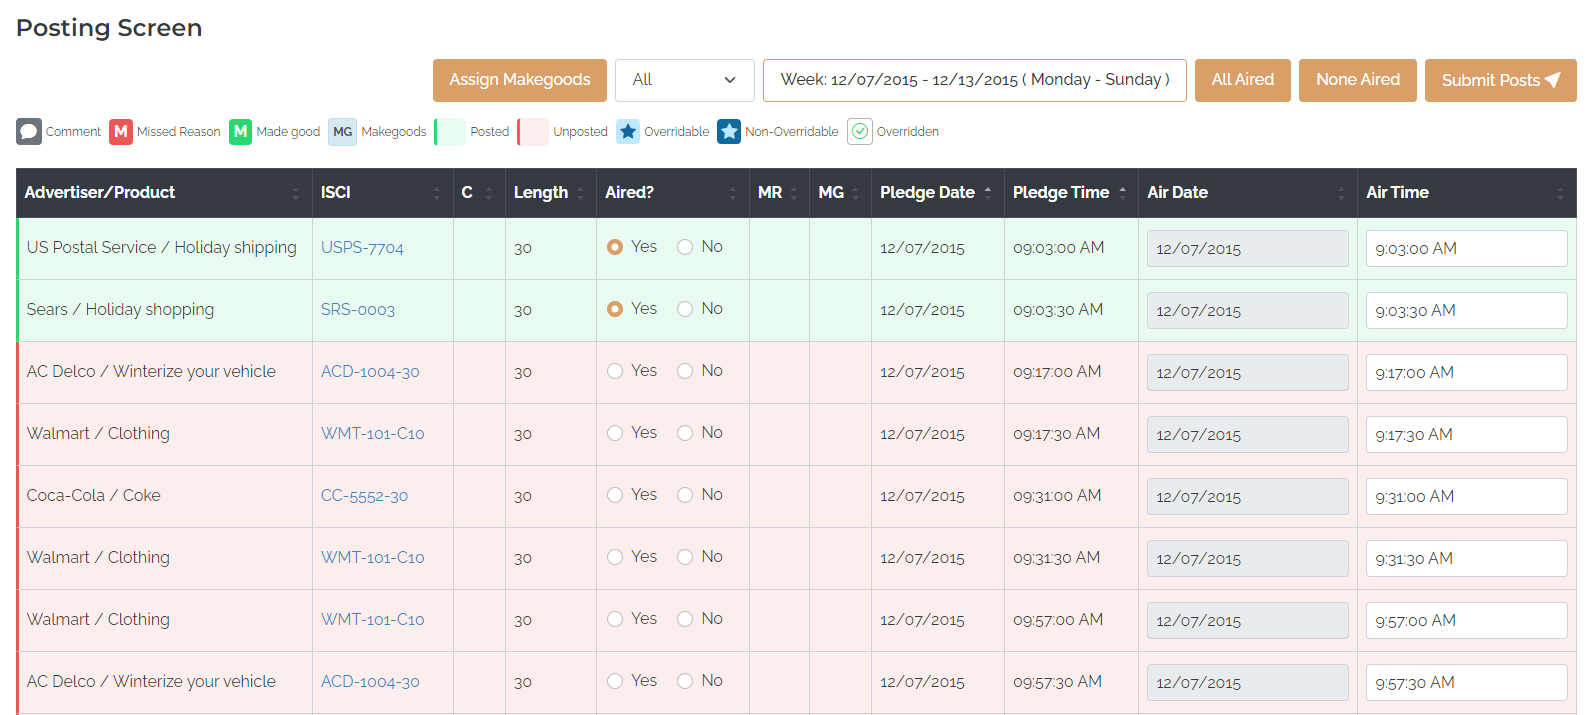 Posting Screen
Assign Makegoods All Week: 12/07/2015 - 12/13/2015 ( Monday - Sunday ) All Aired None Aired Submit Posts
Comment M Missed Reason M Made good MG Makegoods Posted Unposted Overridable Non-Overridable Overridden
Advertiser/Product ISCI C Length Aired? MR MG Pledge Date Pledge Time Air Date Air Time
US Postal Service / Holiday shipping USPS-7704 30 Yes No 12/07/2015 09:03:00 AM 12/07/2015 9:03:00 AM
Sears / Holiday shopping SRS-0003 30 Yes No 12/07/2015 09:03:30 AM 12/07/2015 9:03:30 AM
AC Delco / Winterize your vehicle ACD-1004-30 30 Yes No 12/07/2015 09:17:00 AM 12/07/2015 9:17:00 AM
Walmart / Clothing WMT-101-C10 30 Yes No 12/07/2015 09:17:30 AM 12/07/2015 9:17:30 AM
Coca-Cola / Coke CC-5552-30 30 Yes No 12/07/2015 09:31:00 AM 12/07/2015 9:31:00 AM
Walmart / Clothing WMT-101-C10 30 Yes No 12/07/2015 09:31:30 AM 12/07/2015 9:31:30 AM
Walmart / Clothing WMT-101-C10 30 Yes No 12/07/2015 09:57:00 AM 12/07/2015 9:57:00 AM
AC Delco / Winterize your vehicle ACD-1004-30 30 Yes No 12/07/2015 09:57:30 AM 12/07/2015 9:57:30 AM